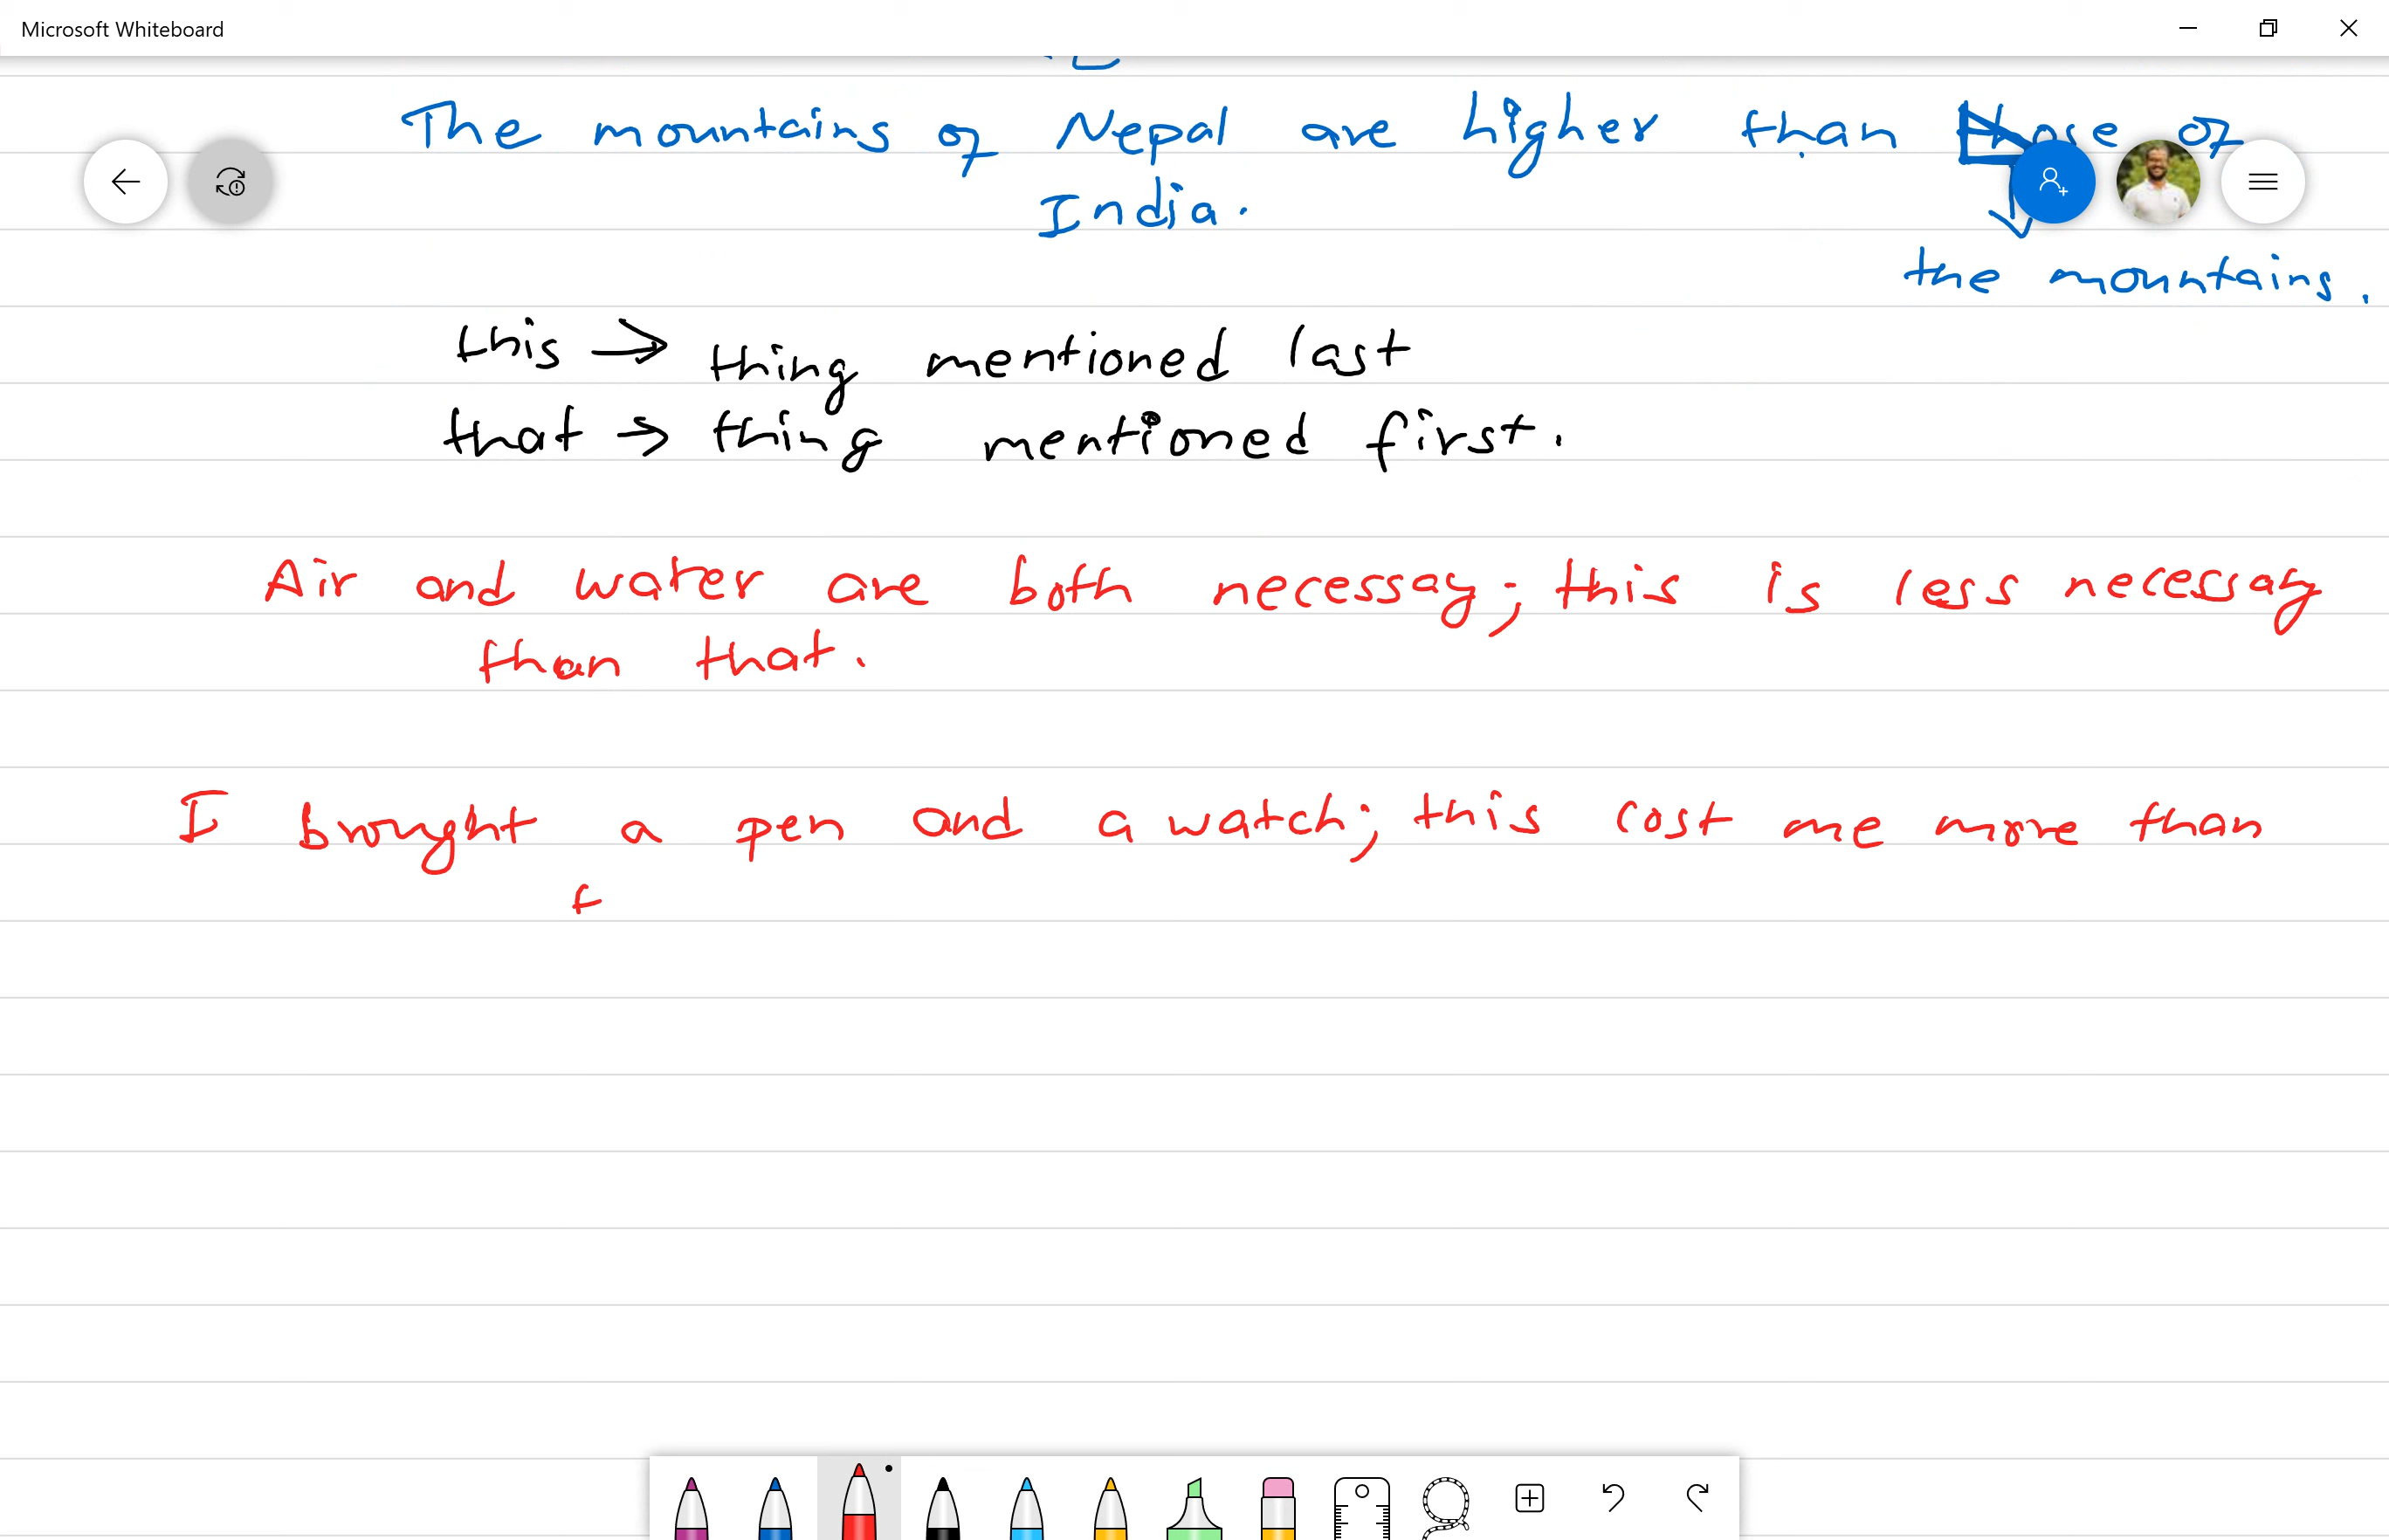 Microsoft Whiteboard
The mountains of Nepal are higher than those of
India.
the mountains.
this → thing mentioned last
that → thing mentioned first.
Air and water are both necessay; this is less necessary
than that.
I brought a pen and a watch; this cost me more than
t